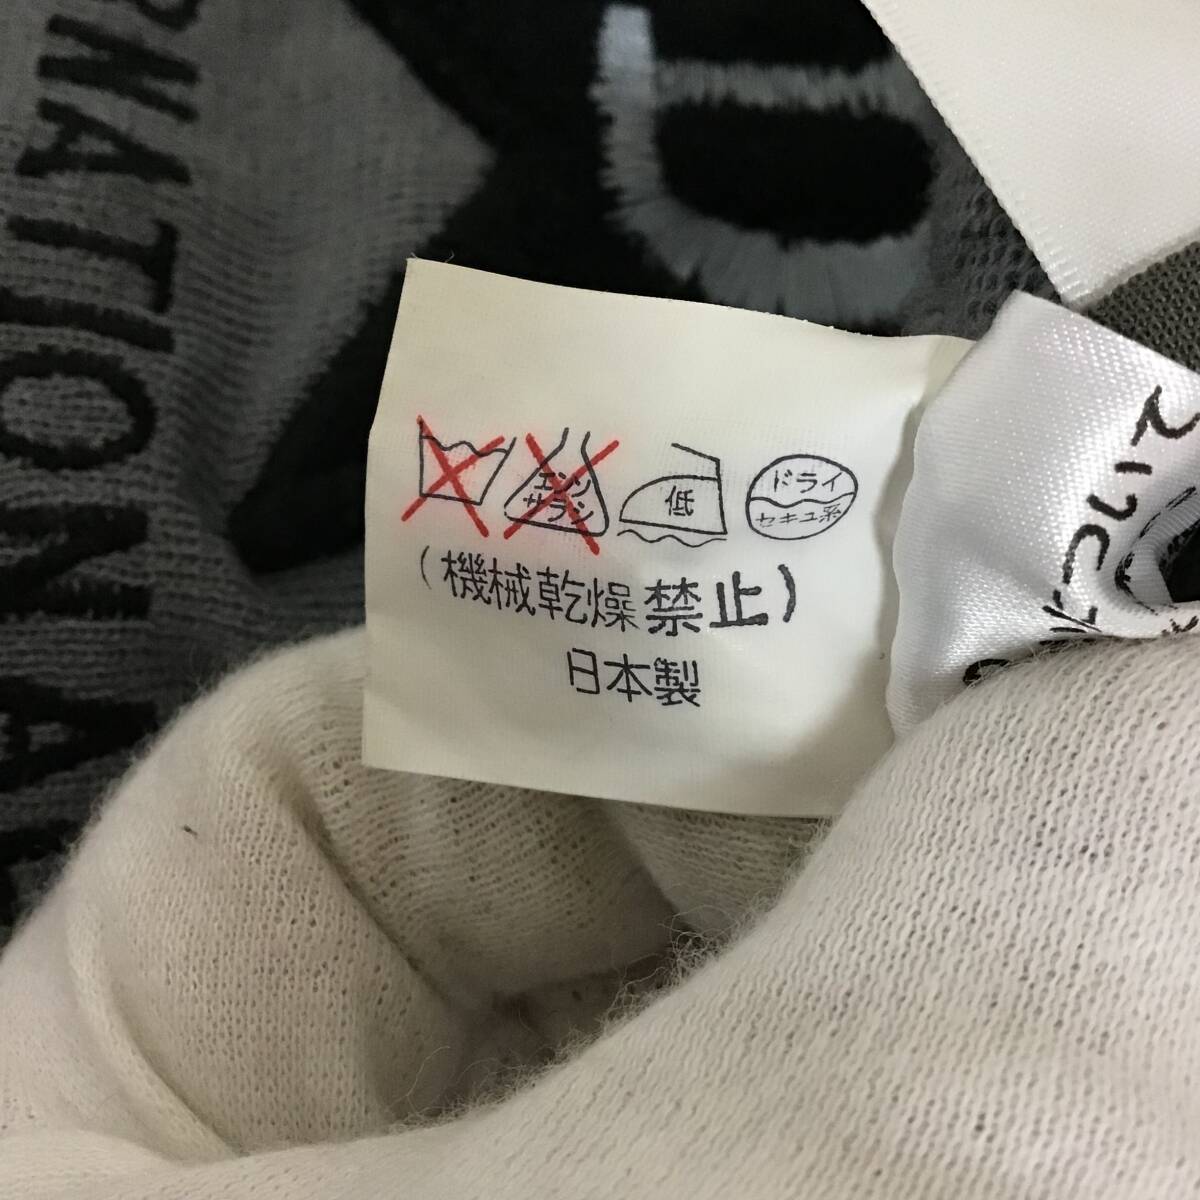 RNATIONA
エンソ
サラシ
低
ドライ
セキユ系
(機械乾燥禁止)
日本製